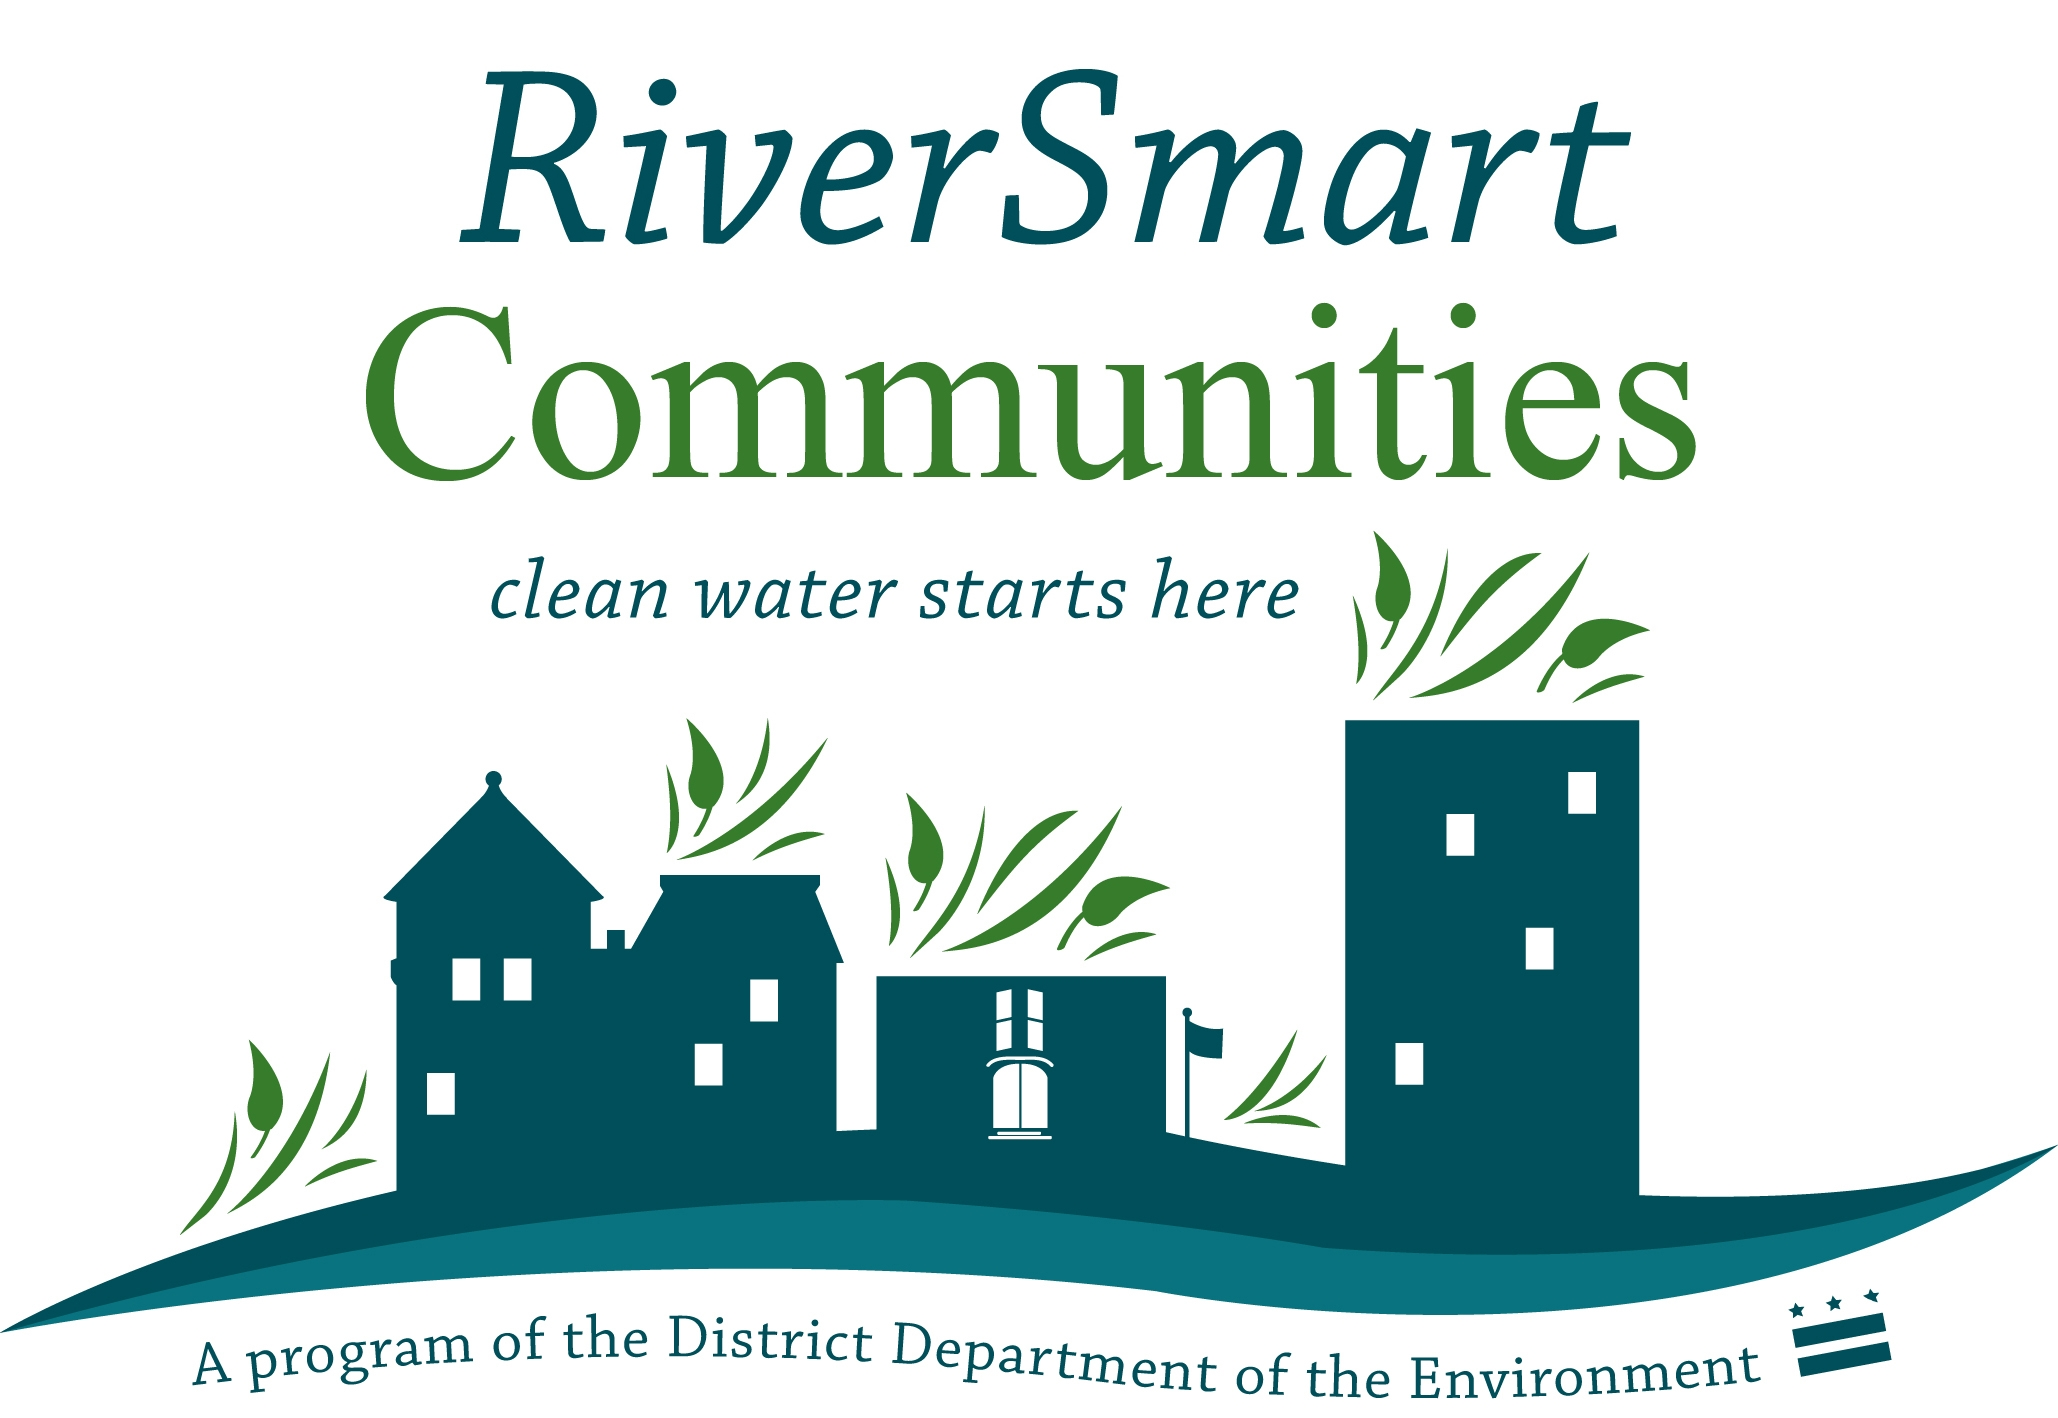 RiverSmart
Communities
clean water starts here
A program of the District Department of the Environment